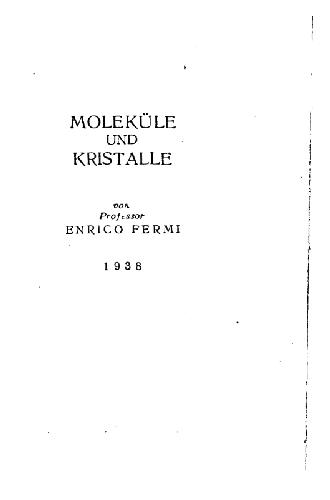 MOLEKÜLE
UND
KRISTALLE
von
Professor
ENRICO FERMI
1938